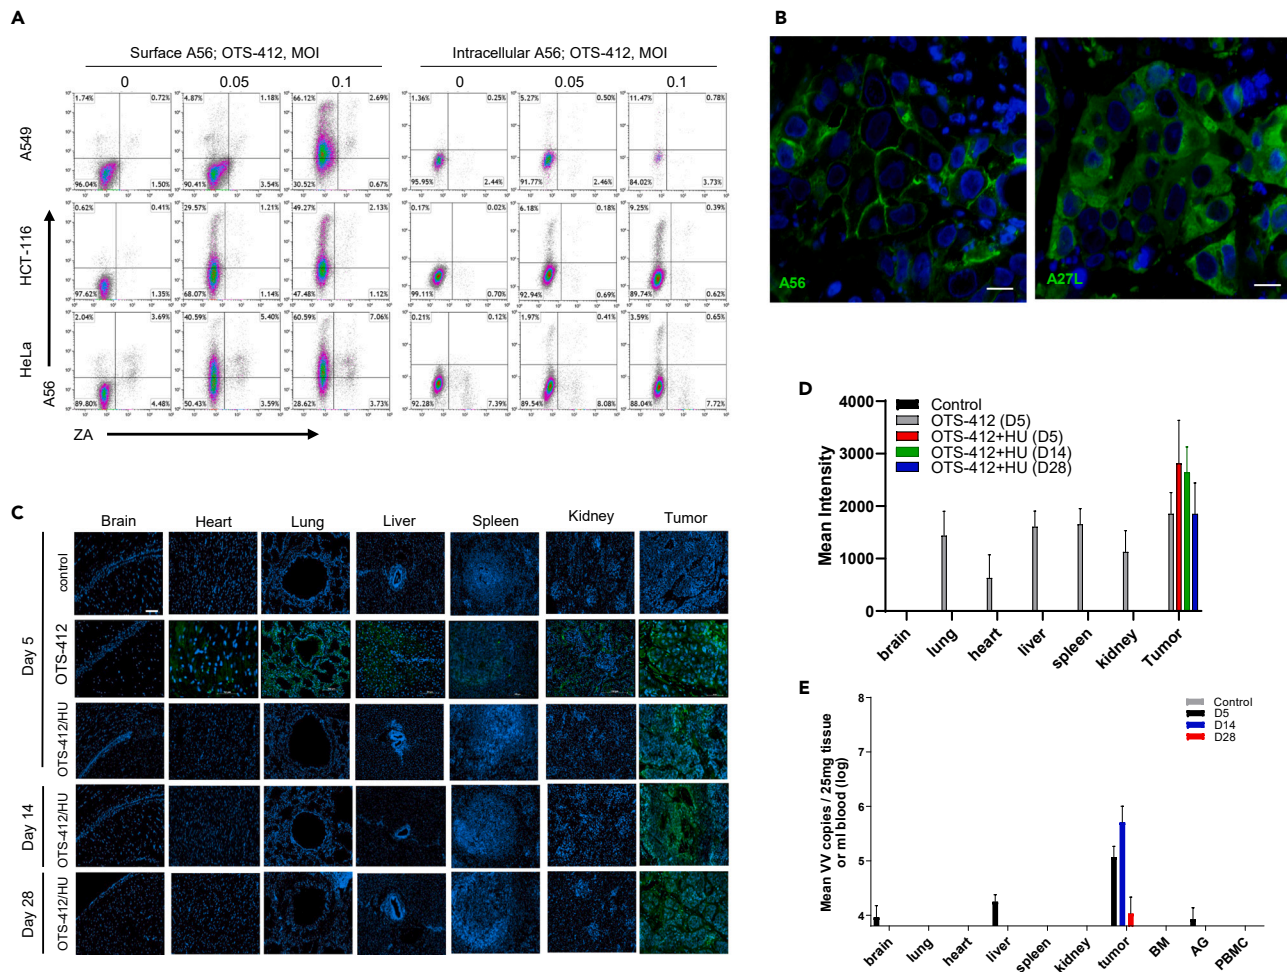 A
Surface A56; OTS-412, MOI
Intracellular A56; OTS-412, MOI
0
0.05
0.1
0
0.05
0.1
A549
1.74%
0.72%
96.04%
1.50%
4.87%
1.18%
90.41%
3.54%
66.12%
2.69%
30.52%
0.67%
1.36%
0.25%
95.95%
2.44%
5.27%
0.50%
91.77%
2.46%
11.47%
0.78%
84.02%
3.73%
HCT-116
0.62%
0.41%
97.62%
1.35%
29.57%
1.21%
68.07%
1.14%
49.27%
2.13%
47.48%
1.12%
0.17%
0.02%
99.11%
0.70%
6.18%
0.18%
92.94%
0.69%
9.25%
0.39%
89.74%
0.62%
HeLa
2.04%
3.69%
89.80%
4.48%
40.59%
5.40%
50.43%
3.59%
60.59%
7.06%
28.62%
3.73%
0.21%
0.12%
92.28%
7.39%
1.97%
0.41%
89.54%
8.08%
3.59%
0.65%
88.04%
7.72%
A56
ZA
B
A56
A27L
C
Brain
Heart
Lung
Liver
Spleen
Kidney
Tumor
Day 5
control
OTS-412
OTS-412/HU
Day 14
OTS-412/HU
Day 28
OTS-412/HU
D
Mean Intensity
4000
3000
2000
1000
0
Control
OTS-412 (D5)
OTS-412+HU (D5)
OTS-412+HU (D14)
OTS-412+HU (D28)
brain
lung
heart
liver
spleen
kidney
Tumor
E
Mean VV copies / 25mg tissue
or ml blood (log)
8
7
6
5
4
Control
D5
D14
D28
brain
lung
heart
liver
spleen
kidney
tumor
BM
AG
PBMC